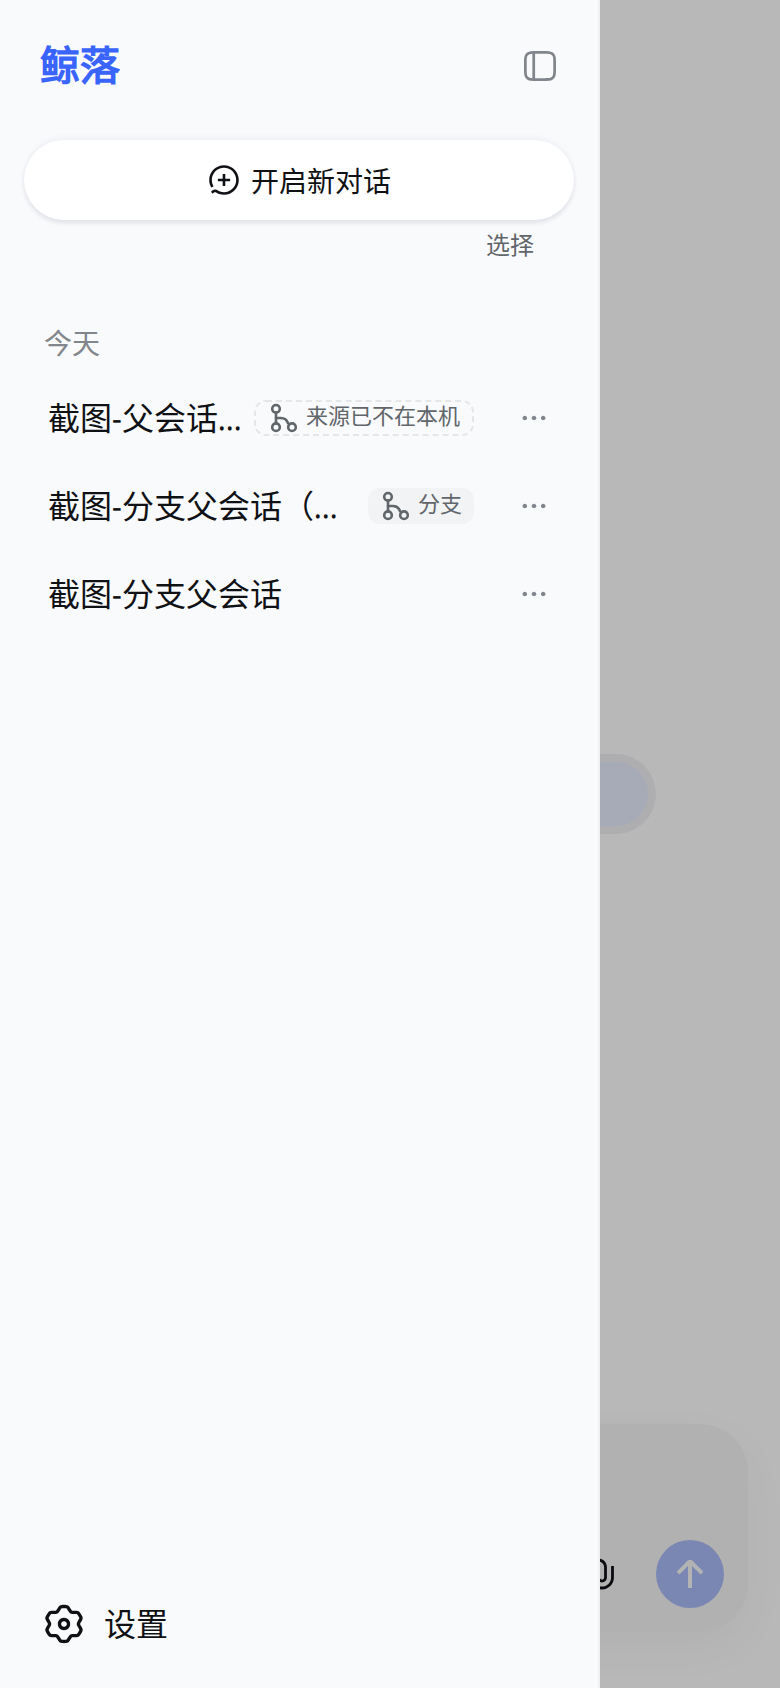 鲸落
开启新对话
选择
今天
截图-父会话... 来源已不在本机
截图-分支父会话（... 分支
截图-分支父会话
设置